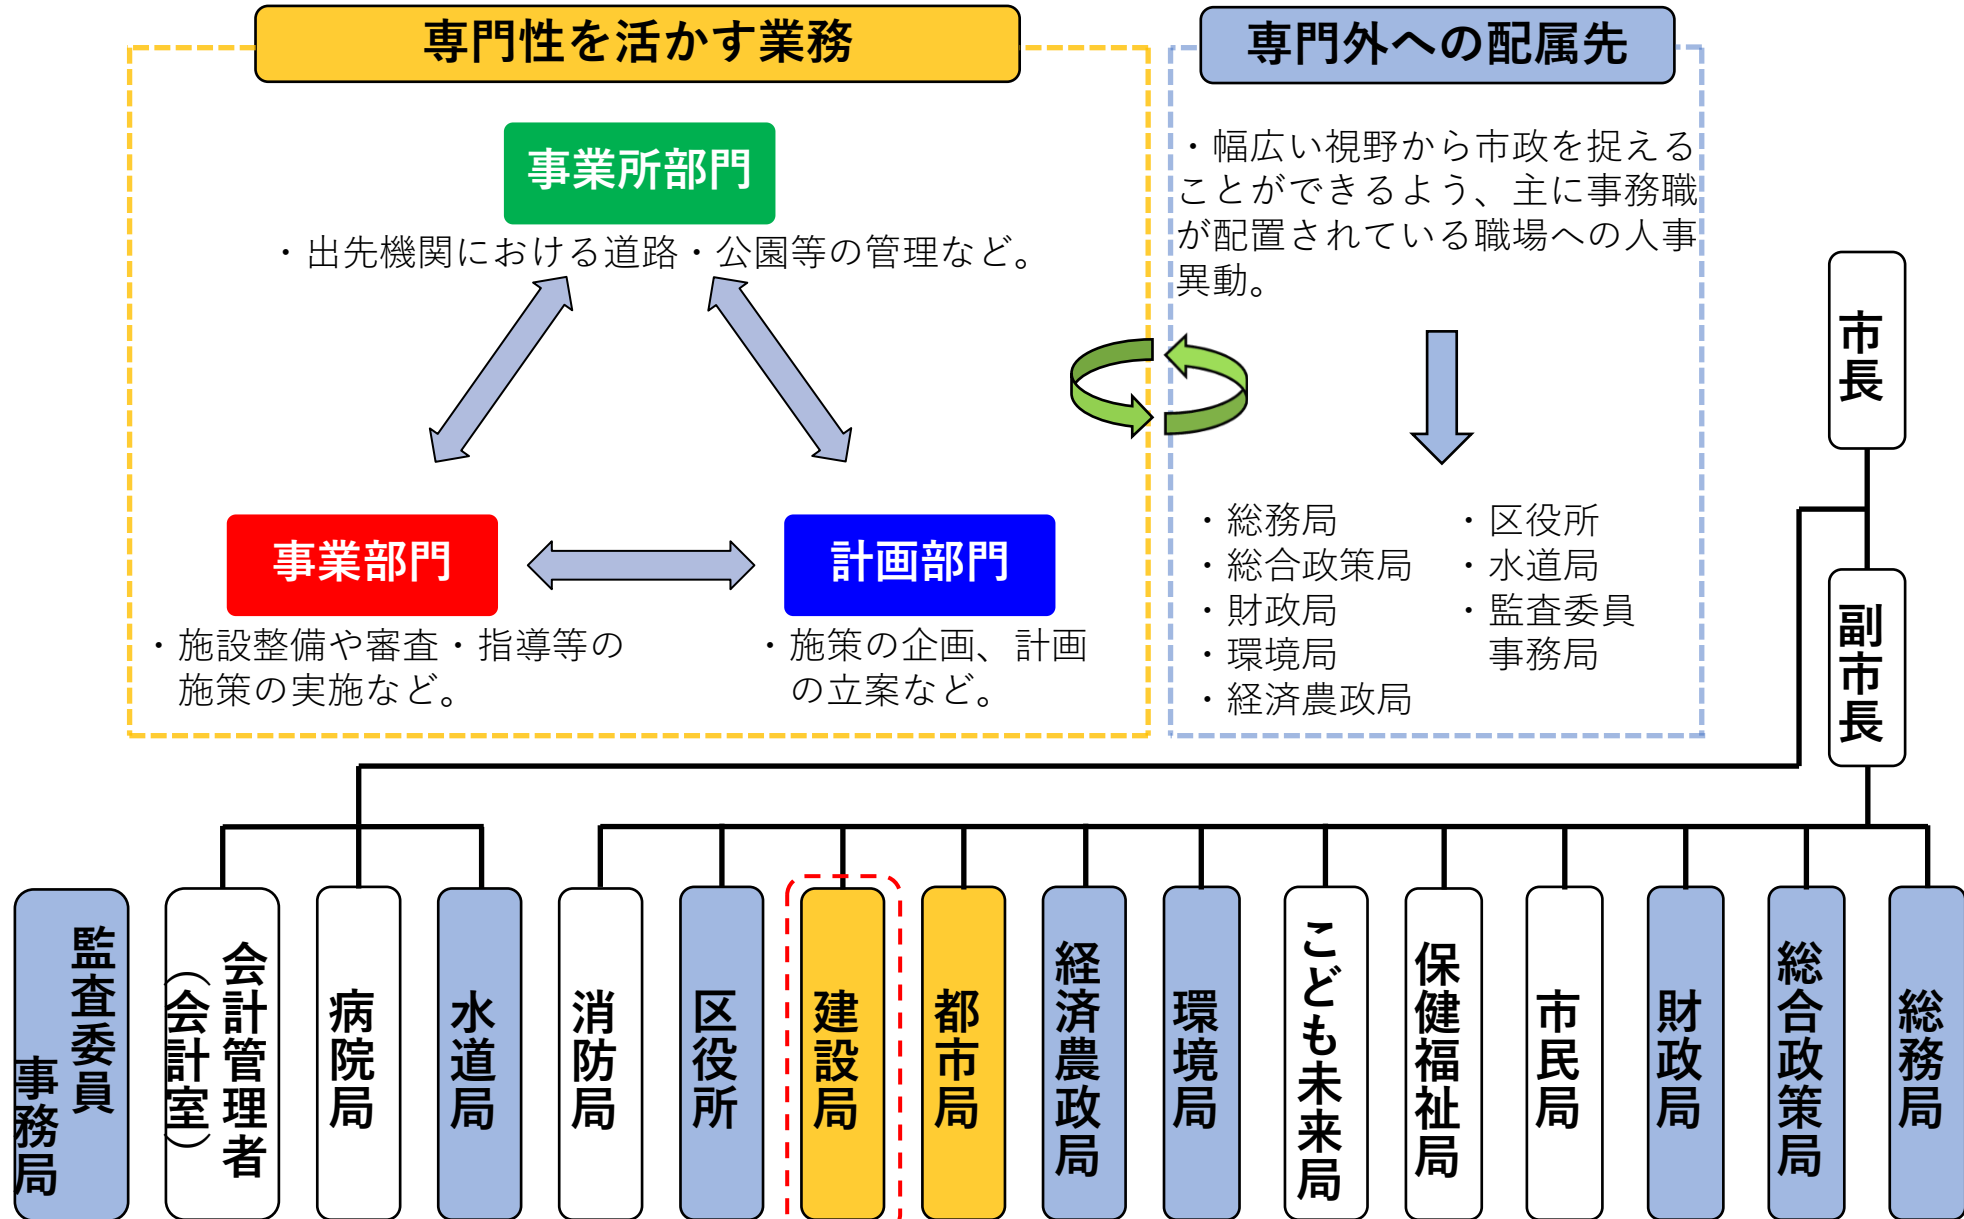 専門性を活かす業務
事業所部門
・出先機関における道路・公園等の管理など。
事業部門
・施設整備や審査・指導等の
施策の実施など。
計画部門
・施策の企画、計画
の立案など。
専門外への配属先
・幅広い視野から市政を捉える
ことができるよう、主に事務職
が配置されている職場への人事
異動。
・総務局
・総合政策局
・財政局
・環境局
・経済農政局
・区役所
・水道局
・監査委員
事務局
市長
副市長
監査委員
事務局
会計管理者
（会計室）
病院局
水道局
消防局
区役所
建設局
都市局
経済農政局
環境局
こども未来局
保健福祉局
市民局
財政局
総合政策局
総務局